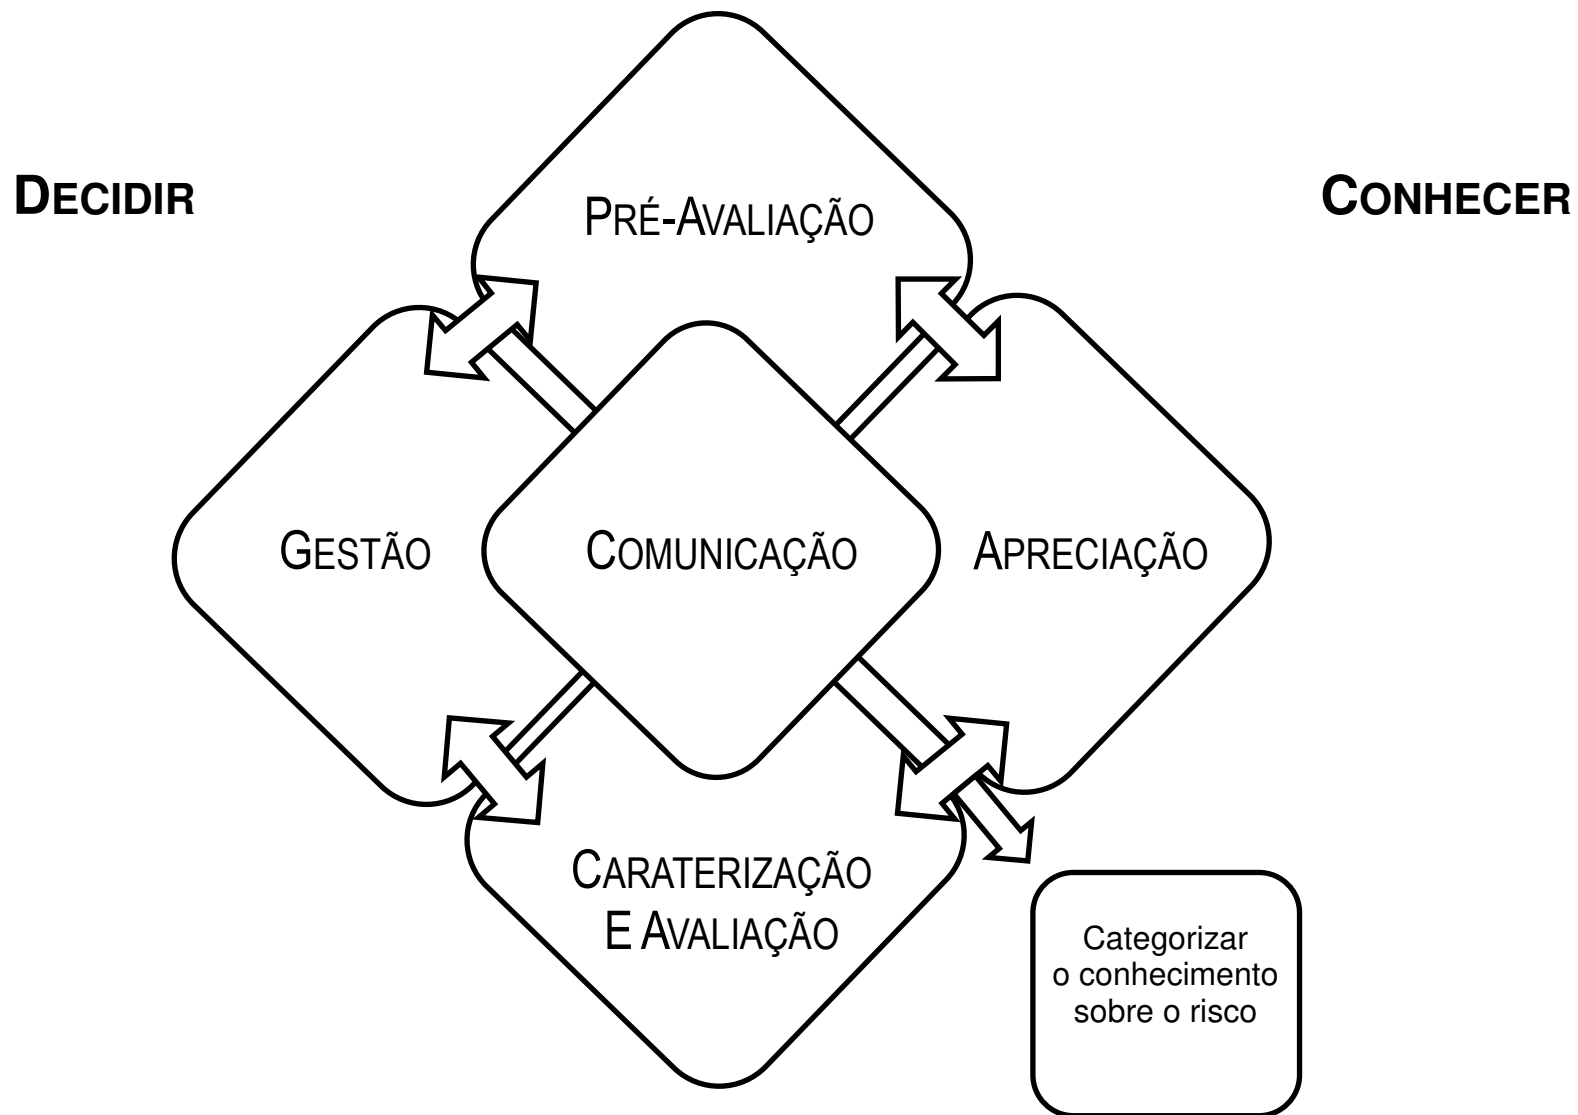 DECIDIR
CONHECER
PRÉ-AVALIAÇÃO
GESTÃO
COMUNICAÇÃO
APRECIAÇÃO
CARATERIZAÇÃO
E AVALIAÇÃO
Categorizar
o conhecimento
sobre o risco